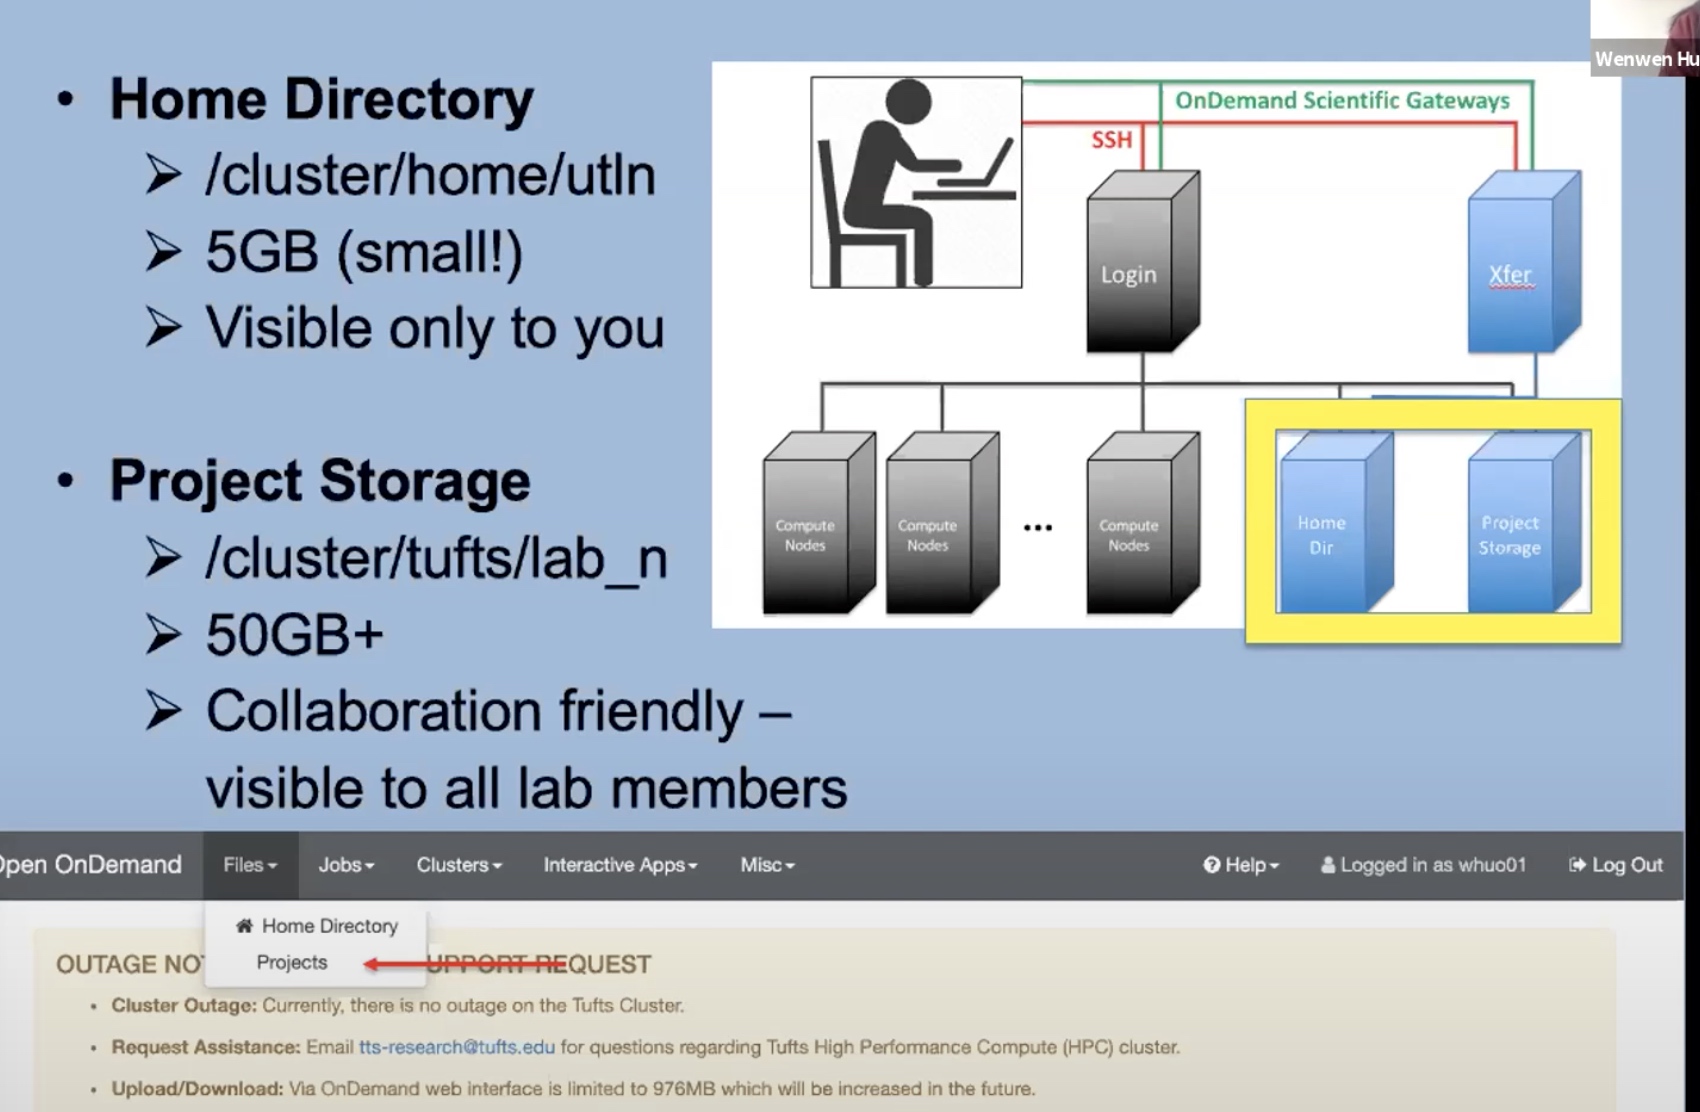 Wenwen Hu
• Home Directory
➢ /cluster/home/utln
➢ 5GB (small!)
➢ Visible only to you
• Project Storage
➢ /cluster/tufts/lab_n
➢ 50GB+
➢ Collaboration friendly –
visible to all lab members
OnDemand Scientific Gateways
SSH
Login
Xfer
Compute
Nodes
Compute
Nodes
...
Compute
Nodes
Home
Dir
Project
Storage
Open OnDemand Files Jobs Clusters Interactive Apps Misc Help Logged in as whuo01 Log Out
Home Directory
Projects
OUTAGE NO UPPORT REQUEST
• Cluster Outage: Currently, there is no outage on the Tufts Cluster.
• Request Assistance: Email tts-research@tufts.edu for questions regarding Tufts High Performance Compute (HPC) cluster.
• Upload/Download: Via OnDemand web interface is limited to 976MB which will be increased in the future.